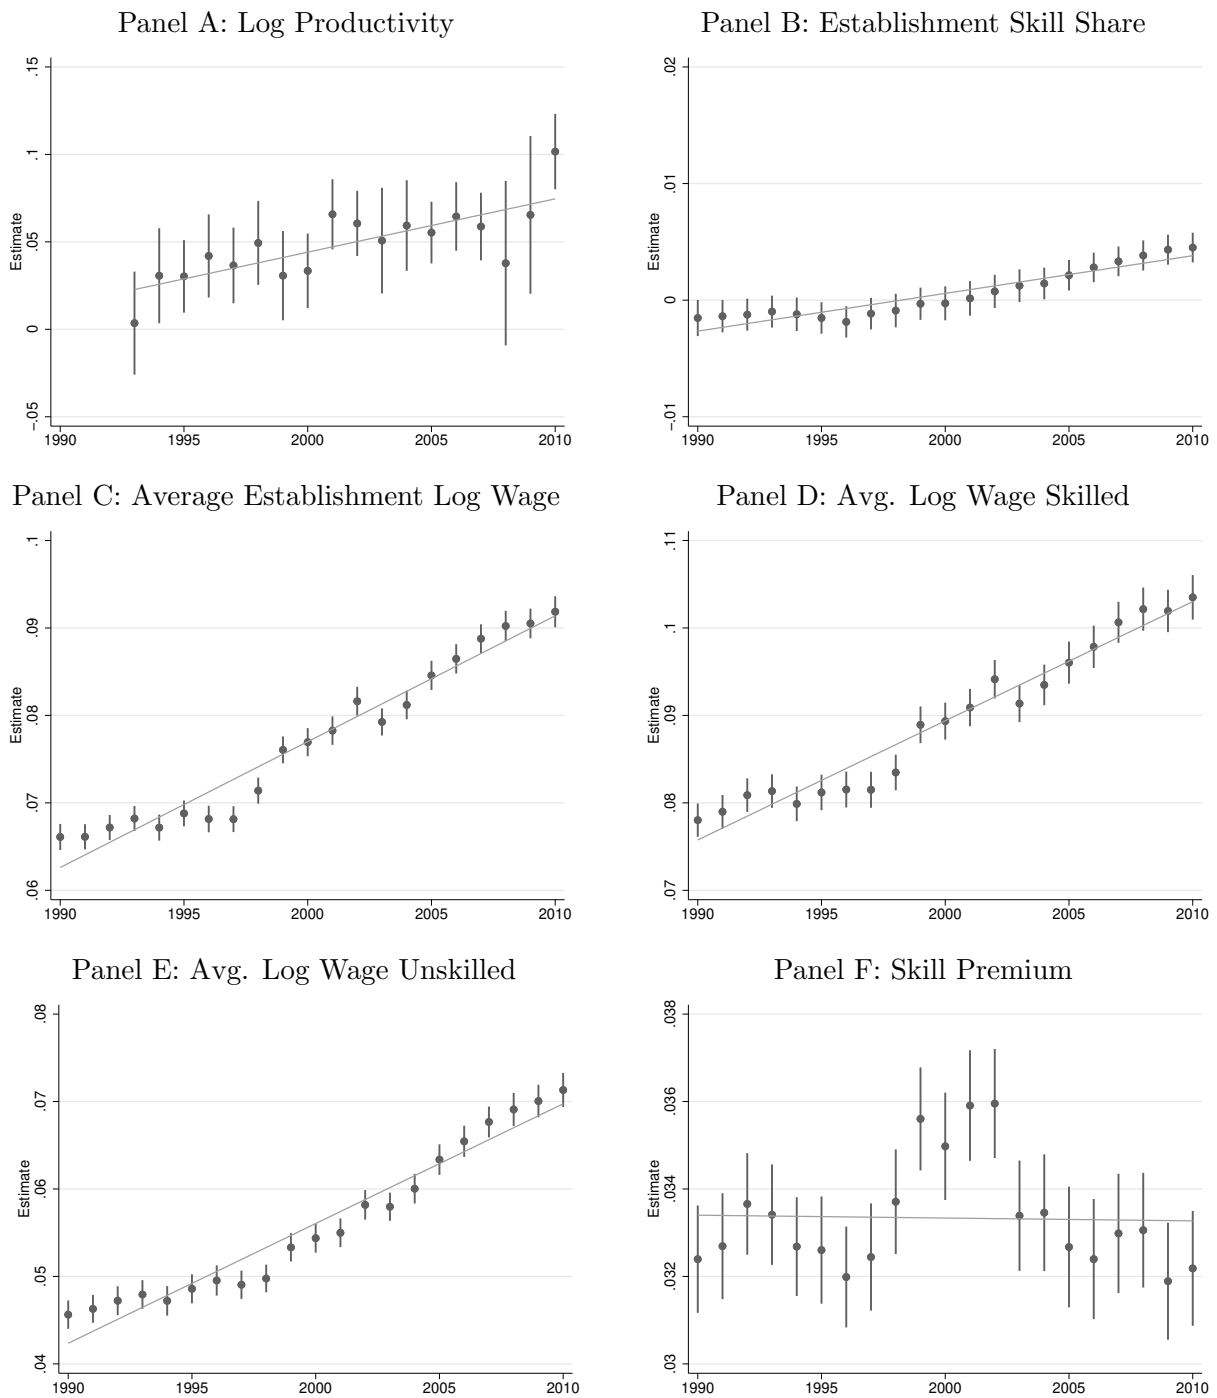 Panel A: Log Productivity
Estimate
-.05 0 .05 .1 .15
1990 1995 2000 2005 2010
Panel B: Establishment Skill Share
Estimate
-.01 0 .01 .02
1990 1995 2000 2005 2010
Panel C: Average Establishment Log Wage
Estimate
.06 .07 .08 .09 .1
1990 1995 2000 2005 2010
Panel D: Avg. Log Wage Skilled
Estimate
.07 .08 .09 .1 .11
1990 1995 2000 2005 2010
Panel E: Avg. Log Wage Unskilled
Estimate
.04 .05 .06 .07 .08
1990 1995 2000 2005 2010
Panel F: Skill Premium
Estimate
.03 .032 .034 .036 .038
1990 1995 2000 2005 2010